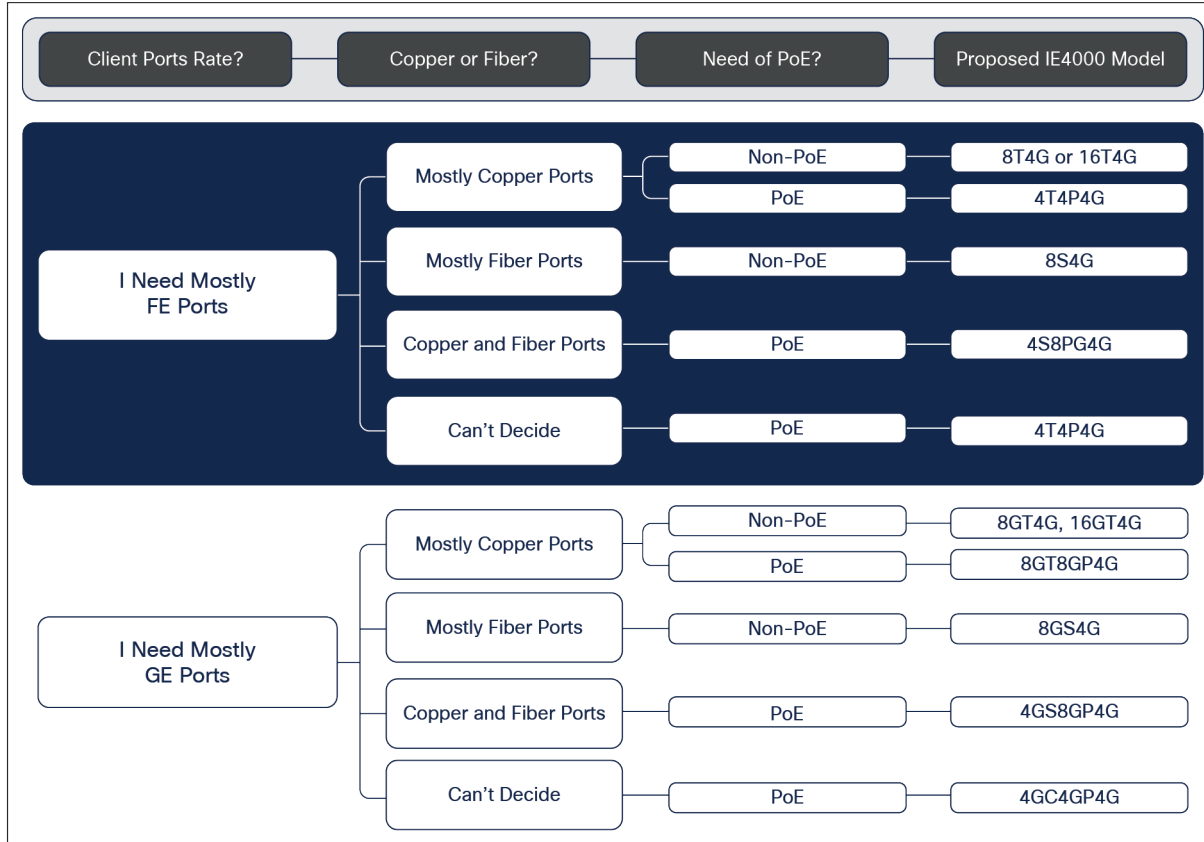 Client Ports Rate?
Copper or Fiber?
Need of PoE?
Proposed IE4000 Model
I Need Mostly
FE Ports
Mostly Copper Ports
Non-PoE
8T4G or 16T4G
PoE
4T4P4G
Mostly Fiber Ports
Non-PoE
8S4G
Copper and Fiber Ports
PoE
4S8PG4G
Can't Decide
PoE
4T4P4G
I Need Mostly
GE Ports
Mostly Copper Ports
Non-PoE
8GT4G, 16GT4G
PoE
8GT8GP4G
Mostly Fiber Ports
Non-PoE
8GS4G
Copper and Fiber Ports
PoE
4GS8GP4G
Can't Decide
PoE
4GC4GP4G